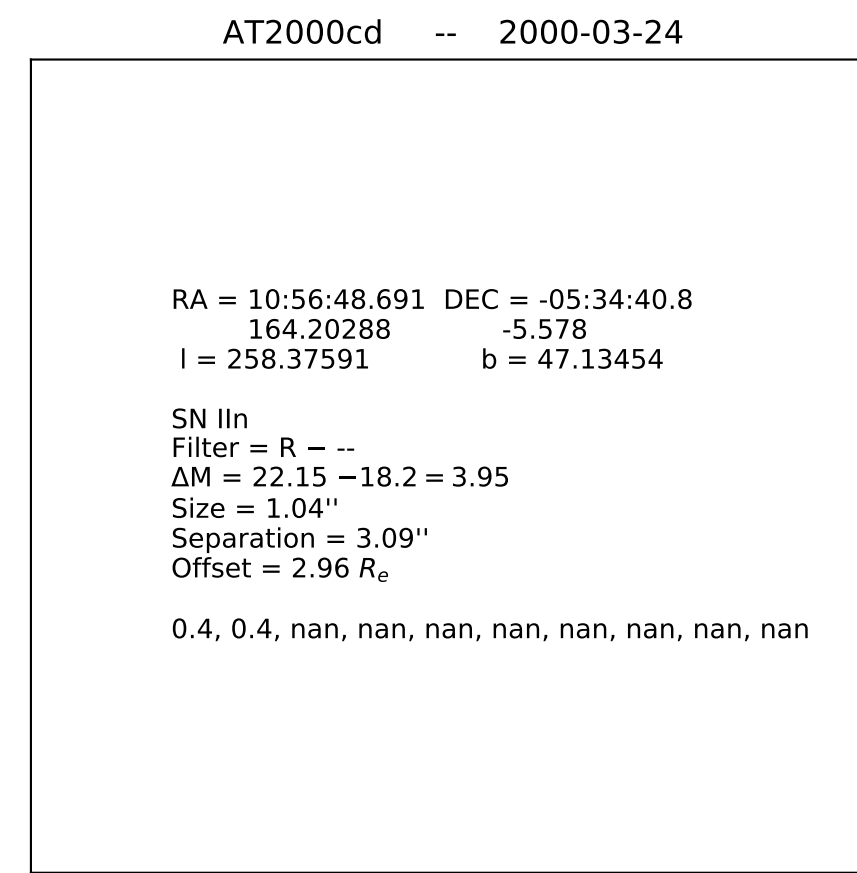 AT2000cd -- 2000-03-24
RA = 10:56:48.691 DEC = -05:34:40.8
164.20288 -5.578
l = 258.37591 b = 47.13454
SN IIn
Filter = R − --
ΔM = 22.15 −18.2 = 3.95
Size = 1.04''
Separation = 3.09''
Offset = 2.96 Rₑ
0.4, 0.4, nan, nan, nan, nan, nan, nan, nan, nan